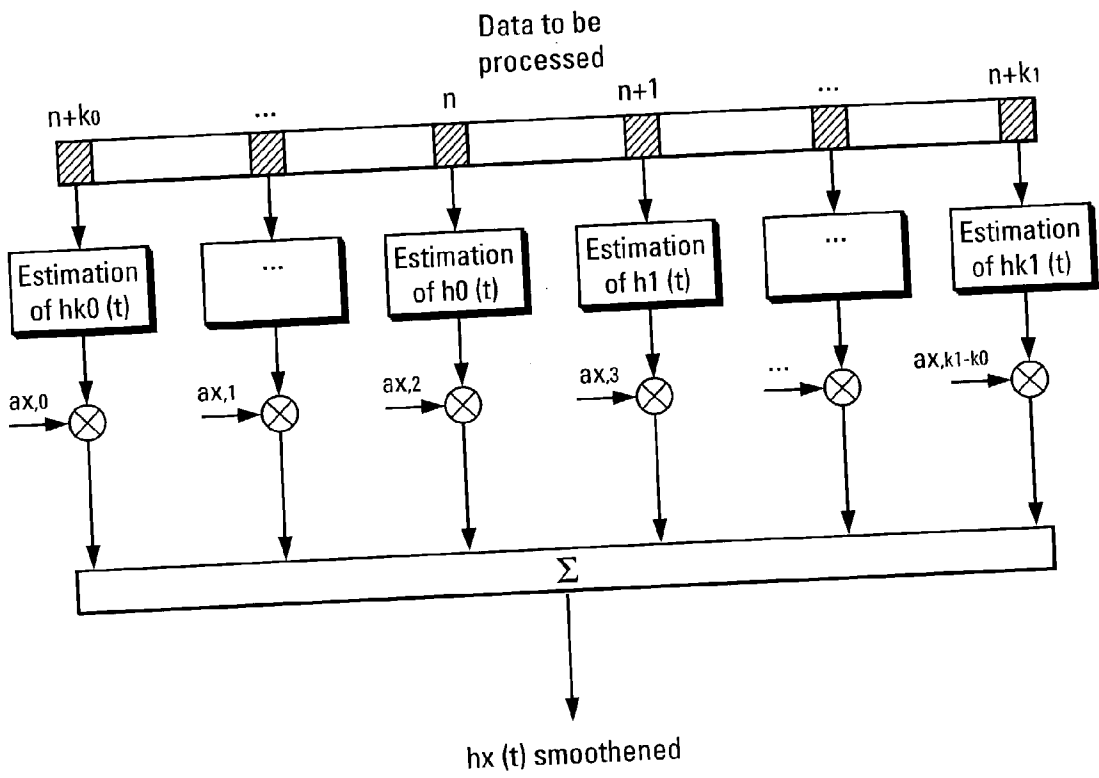 Data to be
processed
n+k0
...
n
n+1
...
n+k1
Estimation
of hk0 (t)
...
Estimation
of h0 (t)
Estimation
of h1 (t)
...
Estimation
of hk1 (t)
ax,0
ax,1
ax,2
ax,3
...
ax,k1-k0
Σ
hx (t) smoothened